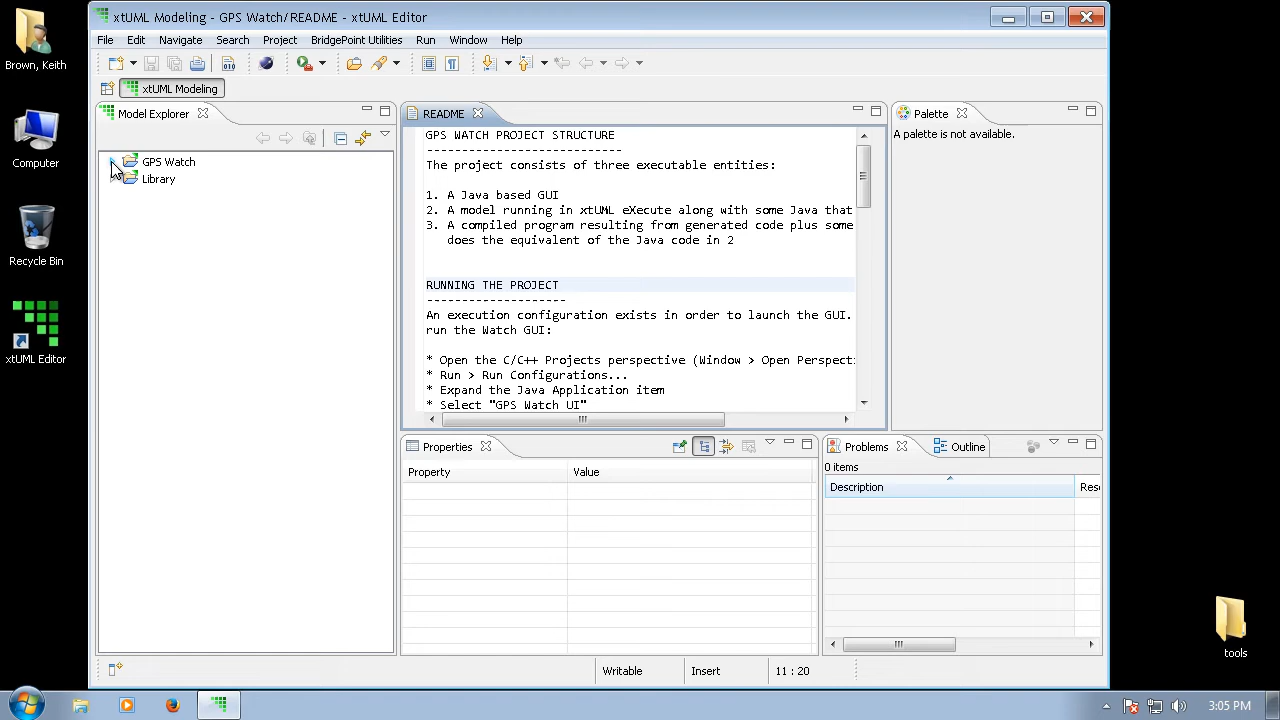 Brown, Keith
Computer
Recycle Bin
xtUML Editor
tools
xtUML Modeling - GPS Watch/README - xtUML Editor
File Edit Navigate Search Project BridgePoint Utilities Run Window Help
xtUML Modeling
Model Explorer
GPS Watch
Library
README
GPS WATCH PROJECT STRUCTURE
----------------------------
The project consists of three executable entities:
1. A Java based GUI
2. A model running in xtUML eXecute along with some Java that
3. A compiled program resulting from generated code plus some
does the equivalent of the Java code in 2
RUNNING THE PROJECT
--------------------
An execution configuration exists in order to launch the GUI.
run the Watch GUI:
* Open the C/C++ Projects perspective (Window > Open Perspect
* Run > Run Configurations...
* Expand the Java Application item
* Select "GPS Watch UI"
Palette
A palette is not available.
Properties
Property Value
Problems Outline
0 items
Description Res
Writable Insert 11 : 20
3:05 PM